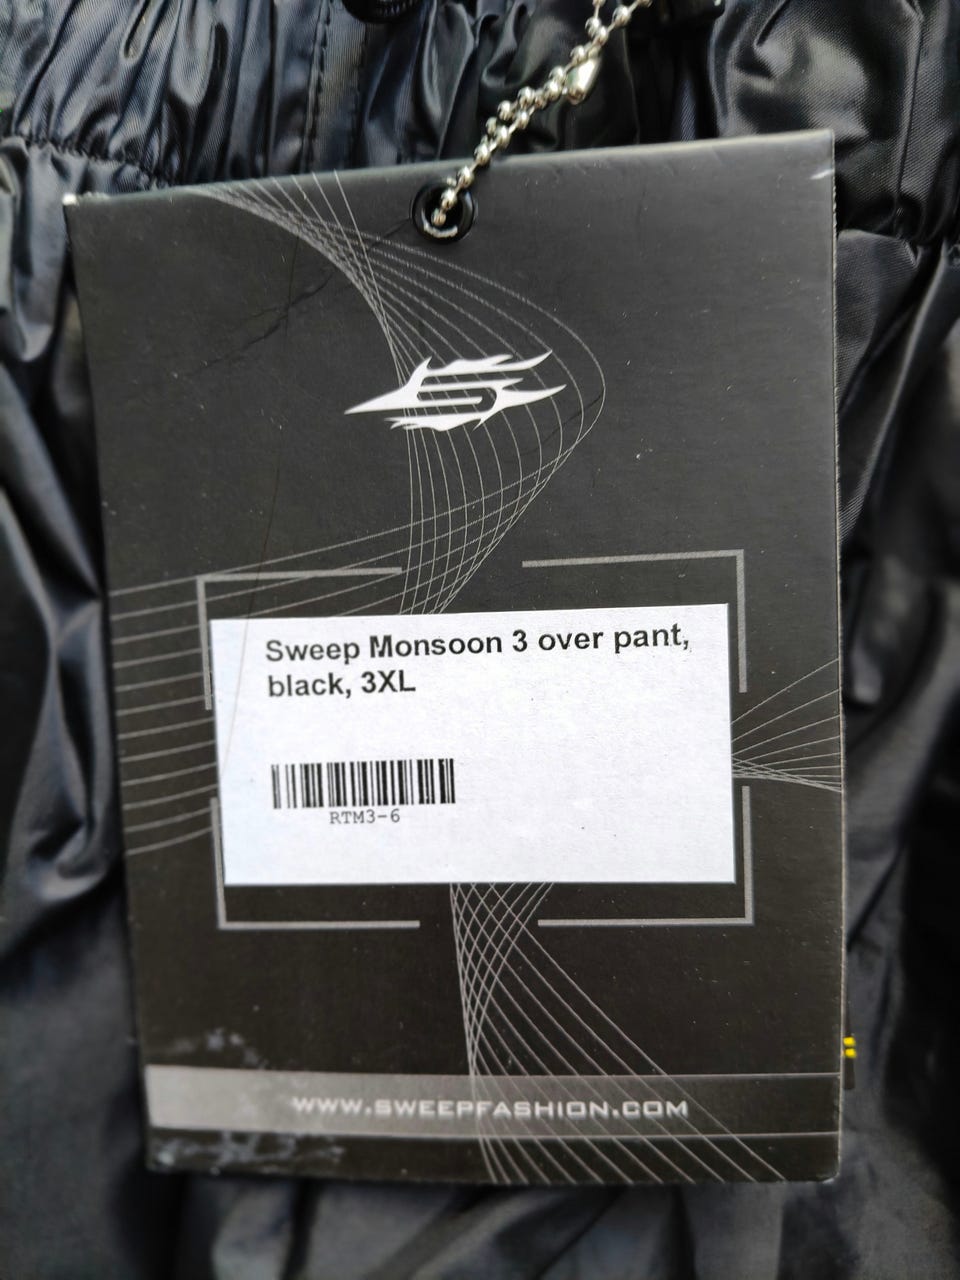 Sweep Monsoon 3 over pant,
black, 3XL
RTM3-6
WWW.SWEEPFASHION.COM